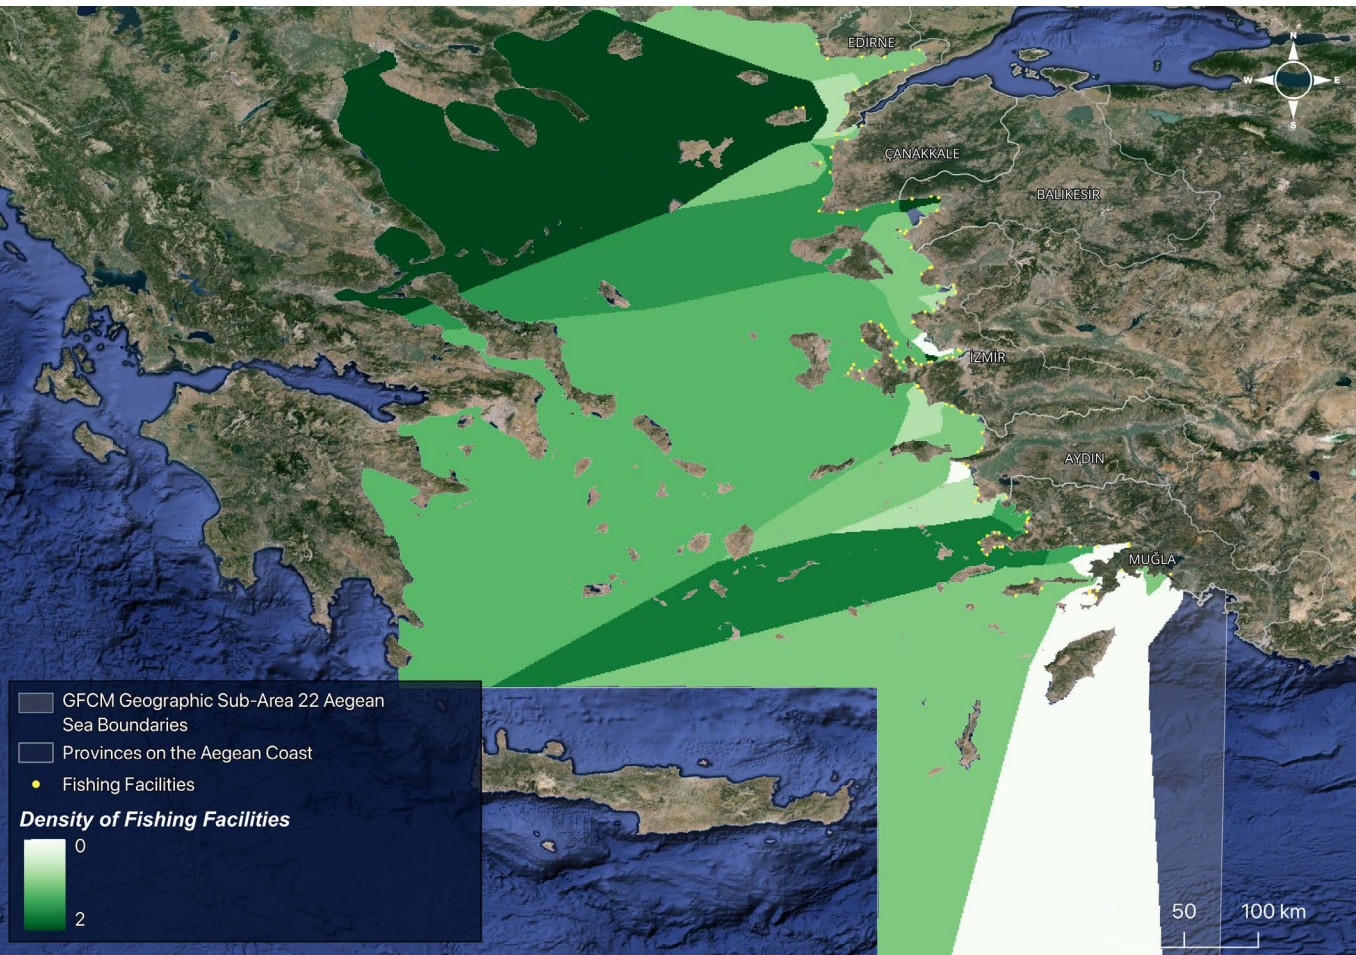 N
W
E
S
EDİRNE
ÇANAKKALE
BALIKESİR
İZMİR
AYDIN
MUĞLA
GFCM Geographic Sub-Area 22 Aegean
Sea Boundaries
Provinces on the Aegean Coast
Fishing Facilities
Density of Fishing Facilities
0
2
0 50 100 km